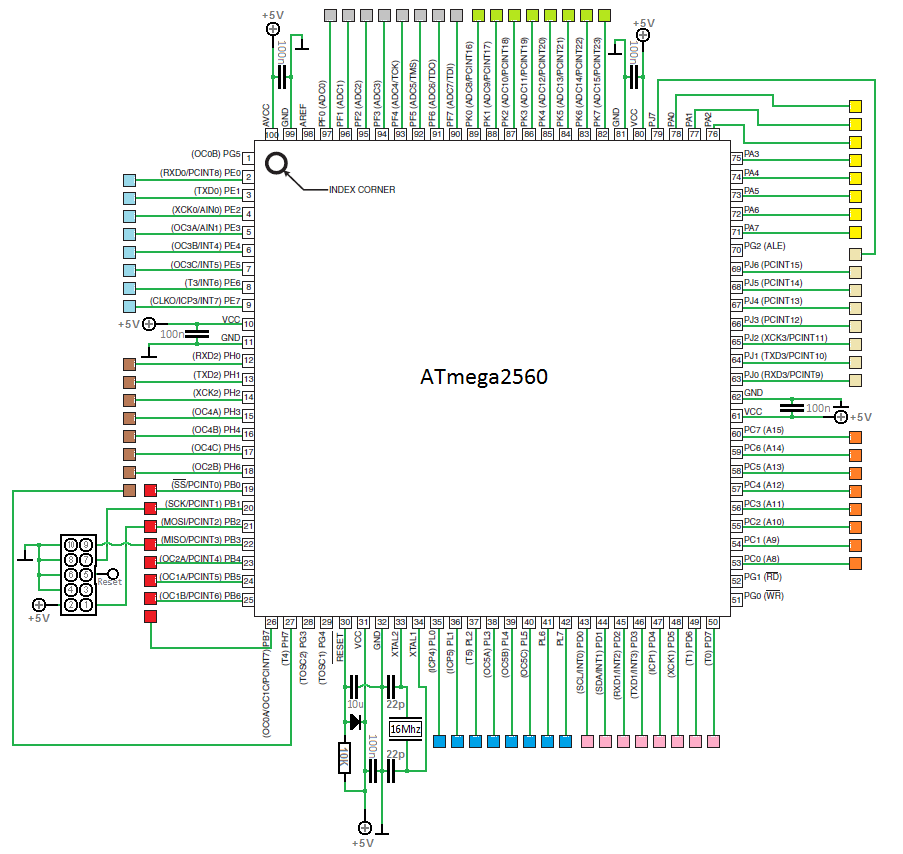 +5V
+5V
100n
100n
AVCC
GND
AREF
PF0 (ADC0)
PF1 (ADC1)
PF2 (ADC2)
PF3 (ADC3)
PF4 (ADC4/TCK)
PF5 (ADC5/TMS)
PF6 (ADC6/TDO)
PF7 (ADC7/TDI)
PK0 (ADC8/PCINT16)
PK1 (ADC9/PCINT17)
PK2 (ADC10/PCINT18)
PK3 (ADC11/PCINT19)
PK4 (ADC12/PCINT20)
PK5 (ADC13/PCINT21)
PK6 (ADC14/PCINT22)
PK7 (ADC15/PCINT23)
GND
VCC
PJ7
PA0
PA1
PA2
100 99 98 97 96 95 94 93 92 91 90 89 88 87 86 85 84 83 82 81 80 79 78 77 76
(OC0B) PG5 1
(RXD0/PCINT8) PE0 2
(TXD0) PE1 3
(XCK0/AIN0) PE2 4
(OC3A/AIN1) PE3 5
(OC3B/INT4) PE4 6
(OC3C/INT5) PE5 7
(T3/INT6) PE6 8
(CLKO/ICP3/INT7) PE7 9
+5V
VCC 10
100n
GND 11
(RXD2) PH0 12
(TXD2) PH1 13
(XCK2) PH2 14
(OC4A) PH3 15
(OC4B) PH4 16
(OC4C) PH5 17
(OC2B) PH6 18
(SS/PCINT0) PB0 19
(SCK/PCINT1) PB1 20
(MOSI/PCINT2) PB2 21
(MISO/PCINT3) PB3 22
(OC2A/PCINT4) PB4 23
(OC1A/PCINT5) PB5 24
(OC1B/PCINT6) PB6 25
INDEX CORNER
ATmega2560
75 PA3
74 PA4
73 PA5
72 PA6
71 PA7
70 PG2 (ALE)
69 PJ6 (PCINT15)
68 PJ5 (PCINT14)
67 PJ4 (PCINT13)
66 PJ3 (PCINT12)
65 PJ2 (XCK3/PCINT11)
64 PJ1 (TXD3/PCINT10)
63 PJ0 (RXD3/PCINT9)
62 GND
100n
61 VCC
+5V
60 PC7 (A15)
59 PC6 (A14)
58 PC5 (A13)
57 PC4 (A12)
56 PC3 (A11)
55 PC2 (A10)
54 PC1 (A9)
53 PC0 (A8)
52 PG1 (RD)
51 PG0 (WR)
10 9
8 7
6 5
4 3
2 1
Reset
+5V
26 27 28 29 30 31 32 33 34 35 36 37 38 39 40 41 42 43 44 45 46 47 48 49 50
(OC0A/OC1C/PCINT7) PB7
(T4) PH7
(TOSC2) PG3
(TOSC1) PG4
RESET
VCC
GND
XTAL2
XTAL1
(ICP4) PL0
(ICP5) PL1
(T5) PL2
(OC5A) PL3
(OC5B) PL4
(OC5C) PL5
PL6
PL7
(SCL/INT0) PD0
(SDA/INT1) PD1
(RXD1/INT2) PD2
(TXD1/INT3) PD3
(ICP1) PD4
(XCK1) PD5
(T1) PD6
(T0) PD7
10u
22p
16Mhz
10K
100n
22p
+5V